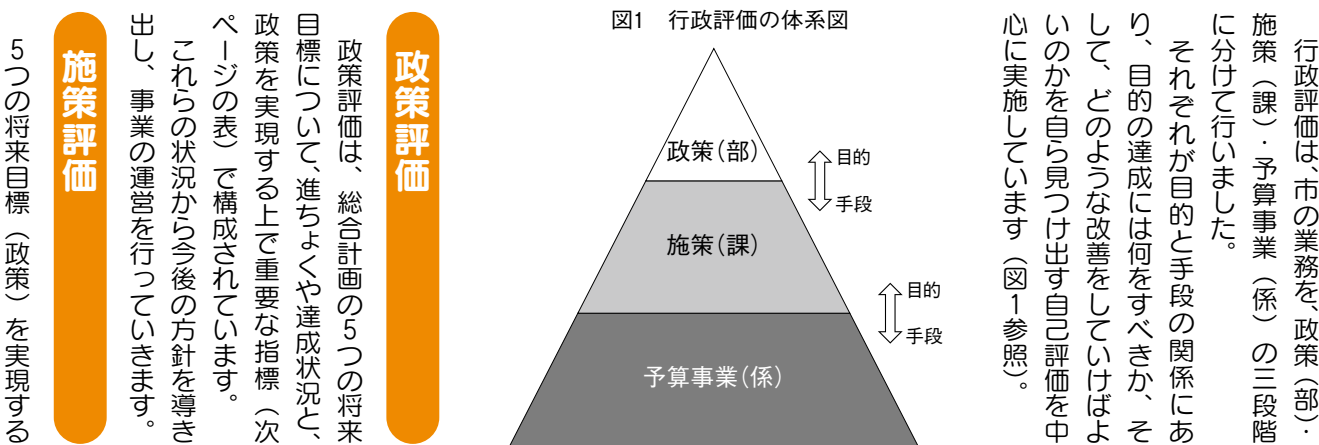 行政評価は、市の業務を、政策（部）・
施策（課）・予算事業（係）の三段階
に分けて行いました。
それぞれが目的と手段の関係にあ
り、目的の達成には何をすべきか、そ
して、どのような改善をしていけばよ
いのかを自ら見つけ出す自己評価を中
心に実施しています（図1参照）。
図1　行政評価の体系図
政策（部）
目的
手段
施策（課）
目的
手段
予算事業（係）
政策評価
政策評価は、総合計画の5つの将来
目標について、進ちょくや達成状況と、
政策を実現する上で重要な指標（次
ページの表）で構成されています。
これらの状況から今後の方針を導き
出し、事業の運営を行っていきます。
施策評価
5つの将来目標（政策）を実現する